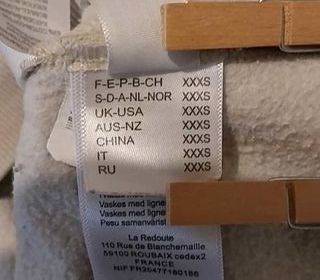 F-E-P-B-CH XXXS
S-D-A-NL-NOR XXXS
UK-USA XXXS
AUS-NZ XXXS
CHINA XXXS
IT XXXS
RU XXXS
Vaskes med ligne
Vaskes med ligne
Pesu samanväri
La Redoute
110 Rue de Blanchemaille
59100 ROUBAIX cedex2
FRANCE